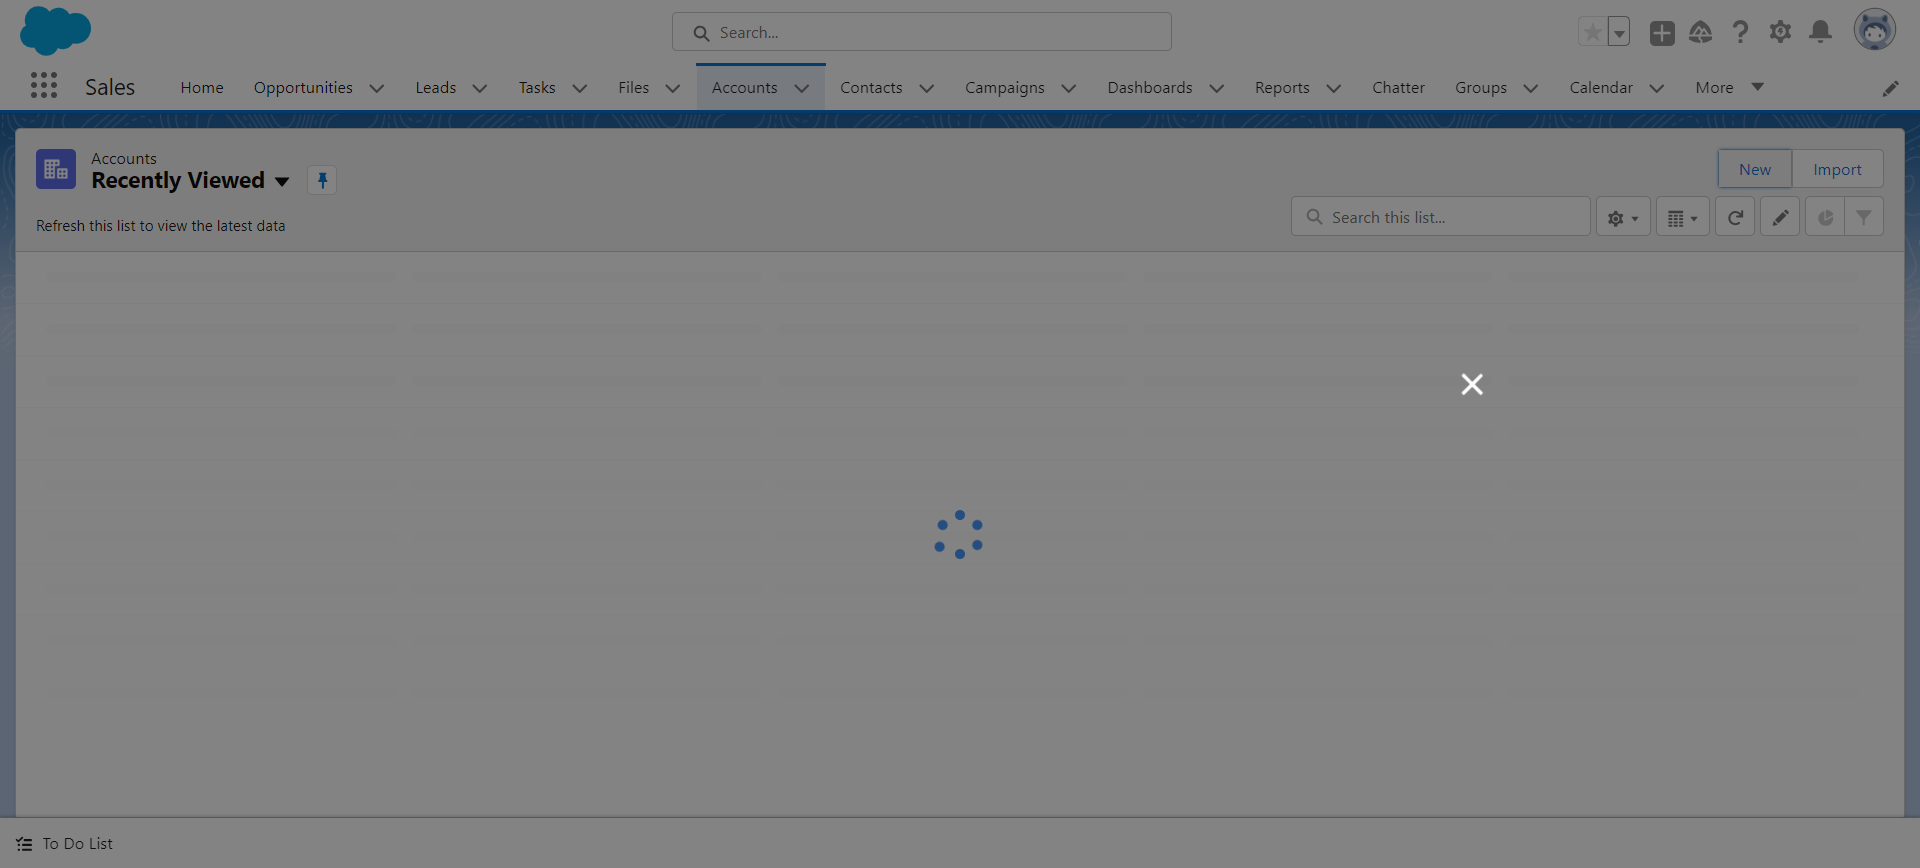 Search...
Sales
Home
Opportunities
Leads
Tasks
Files
Accounts
Contacts
Campaigns
Dashboards
Reports
Chatter
Groups
Calendar
More
Accounts
Recently Viewed
New
Import
Refresh this list to view the latest data
Search this list...
To Do List